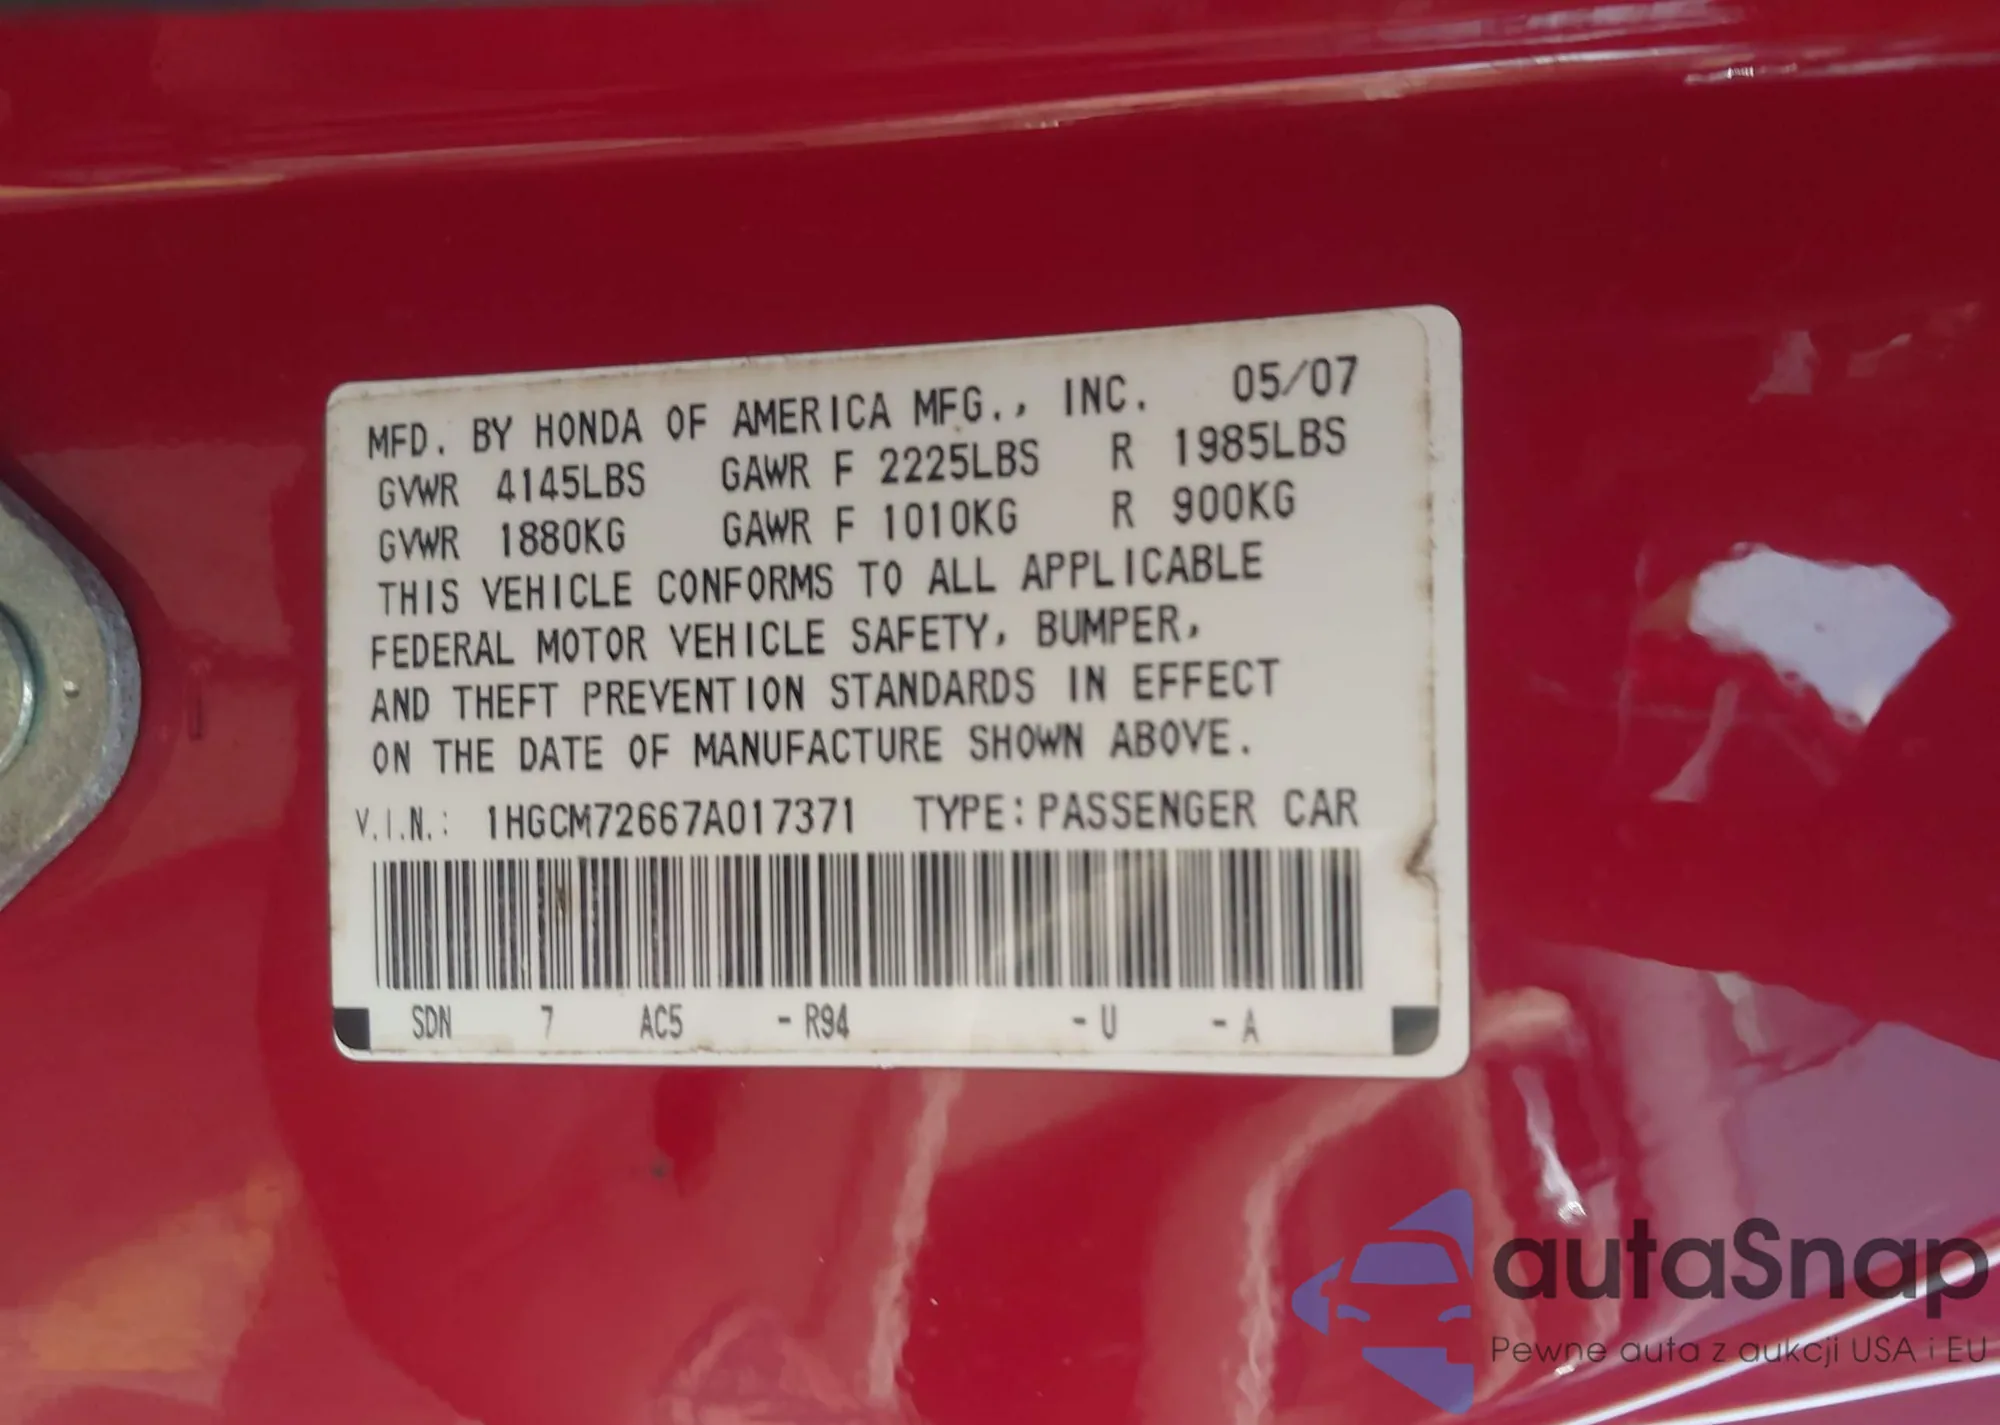 MFD. BY HONDA OF AMERICA MFG., INC. 05/07
GVWR 4145LBS GAWR F 2225LBS R 1985LBS
GVWR 1880KG GAWR F 1010KG R 900KG
THIS VEHICLE CONFORMS TO ALL APPLICABLE
FEDERAL MOTOR VEHICLE SAFETY, BUMPER,
AND THEFT PREVENTION STANDARDS IN EFFECT
ON THE DATE OF MANUFACTURE SHOWN ABOVE.
V.I.N.: 1HGCM72667A017371 TYPE:PASSENGER CAR
SDN 7 AC5 - R94 - U - A
autaSnap
Pewne auta z aukcji USA i EU